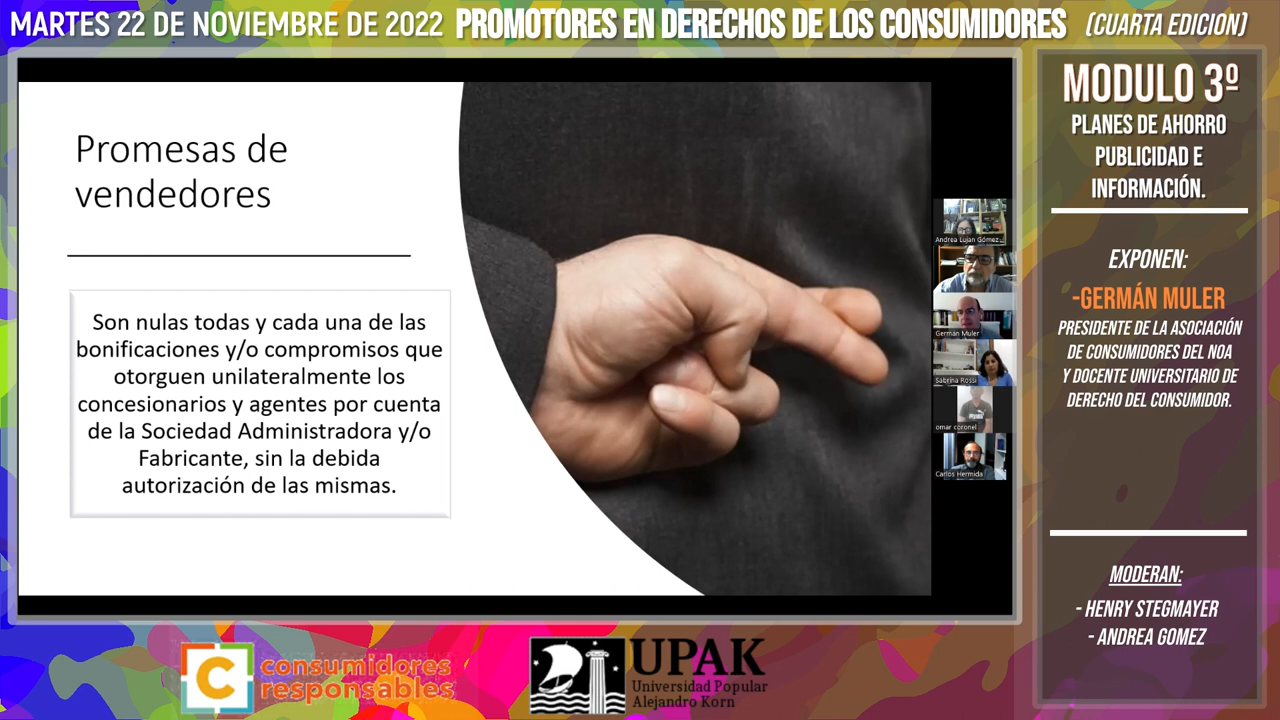 MARTES 22 DE NOVIEMBRE DE 2022 PROMOTORES EN DERECHOS DE LOS CONSUMIDORES (CUARTA EDICION)
Promesas de
vendedores
Son nulas todas y cada una de las
bonificaciones y/o compromisos que
otorguen unilateralmente los
concesionarios y agentes por cuenta
de la Sociedad Administradora y/o
Fabricante, sin la debida
autorización de las mismas.
Andrea Lujan Gómez...
Germán Muler
Sabrina Rossi
omar coronel
Carlos Hermida
MODULO 3º
PLANES DE AHORRO
PUBLICIDAD E
INFORMACIÓN.
EXPONEN:
-GERMÁN MULER
PRESIDENTE DE LA ASOCIACIÓN
DE CONSUMIDORES DEL NOA
Y DOCENTE UNIVERSITARIO DE
DERECHO DEL CONSUMIDOR.
MODERAN:
- HENRY STEGMAYER
- ANDREA GOMEZ
C
consumidores
responsables
UPAK
Universidad Popular
Alejandro Korn